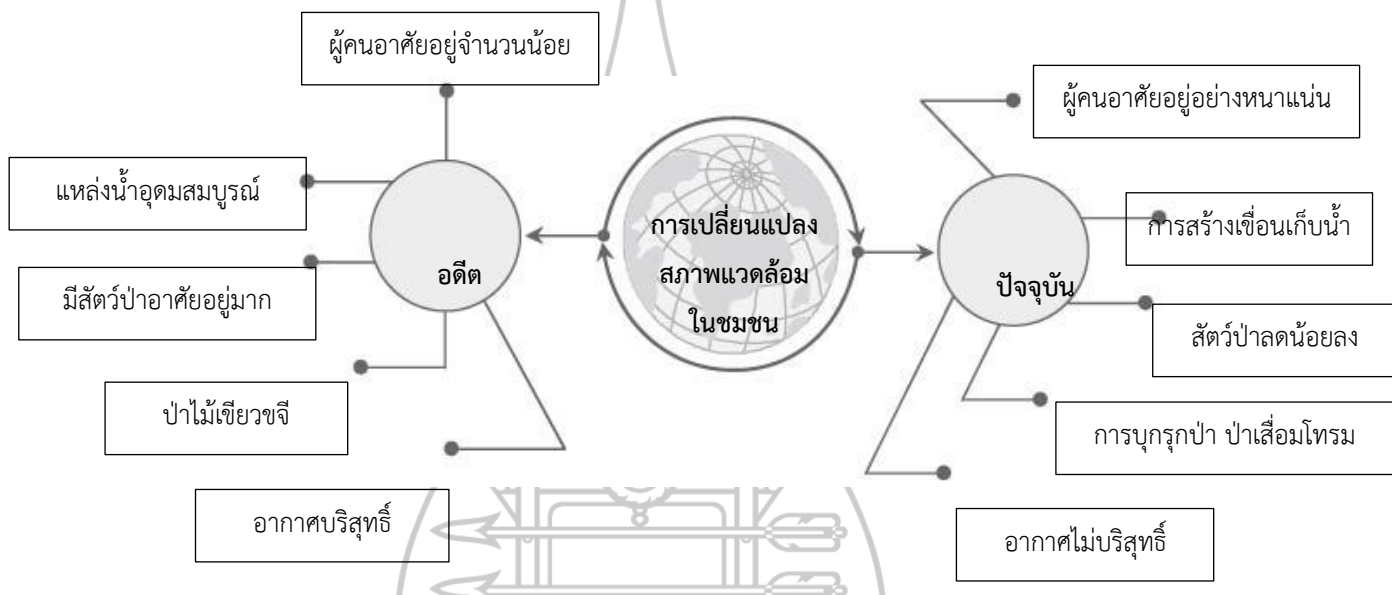 ผู้คนอาศัยอยู่จำนวนน้อย
แหล่งน้ำอุดมสมบูรณ์
มีสัตว์ป่าอาศัยอยู่มาก
ป่าไม้เขียวขจี
อากาศบริสุทธิ์
อดีต
การเปลี่ยนแปลง
สภาพแวดล้อม
ในชมชน
ปัจจุบัน
ผู้คนอาศัยอยู่อย่างหนาแน่น
การสร้างเขื่อนเก็บน้ำ
สัตว์ป่าลดน้อยลง
การบุกรุกป่า ป่าเสื่อมโทรม
อากาศไม่บริสุทธิ์